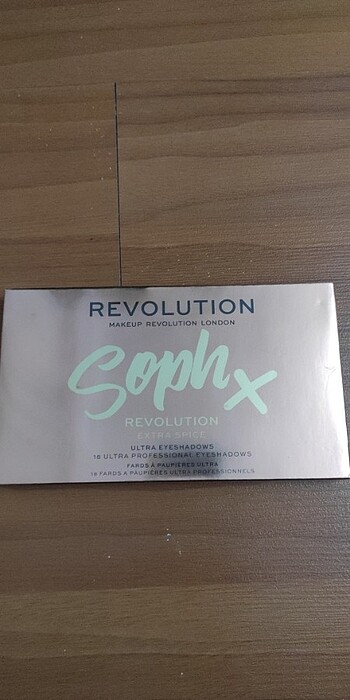 REVOLUTION
MAKEUP REVOLUTION LONDON
Soph x
REVOLUTION
EXTRA SPICE
ULTRA EYESHADOWS
18 ULTRA PROFESSIONAL EYESHADOWS
FARDS À PAUPIÈRES ULTRA
18 FARDS À PAUPIÈRES ULTRA PROFESSIONNELS